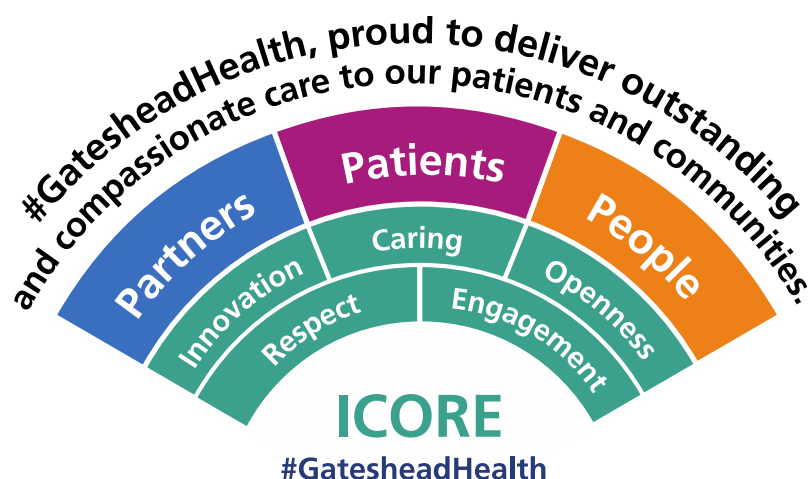 #GatesheadHealth, proud to deliver outstanding
and compassionate care to our patients and communities.
Partners
Patients
People
Innovation
Caring
Openness
Respect
Engagement
ICORE
#GatesheadHealth